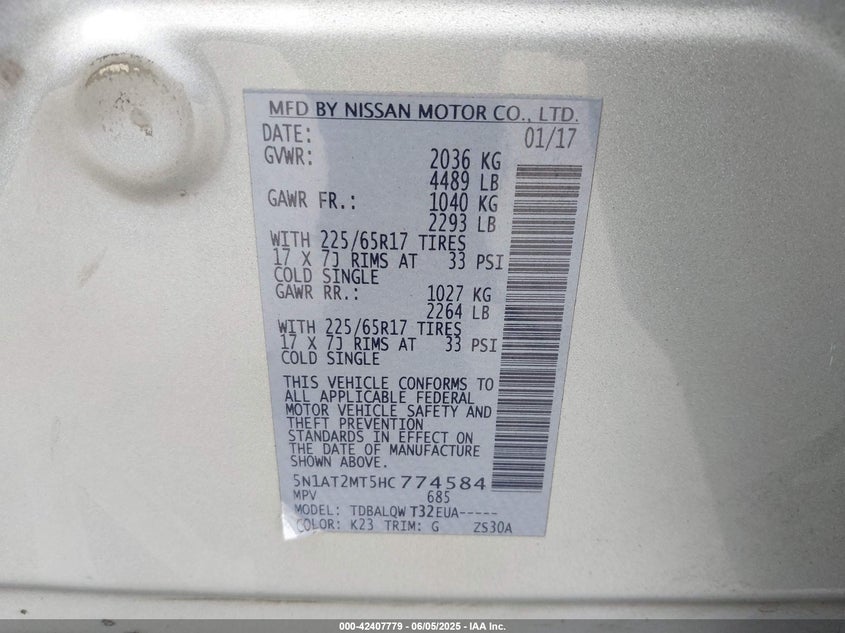 MFD BY NISSAN MOTOR CO., LTD.
DATE: 01/17
GVWR: 2036 KG
4489 LB
GAWR FR.: 1040 KG
2293 LB
WITH 225/65R17 TIRES
17 X 7J RIMS AT 33 PSI
COLD SINGLE
GAWR RR.: 1027 KG
2264 LB
WITH 225/65R17 TIRES
17 X 7J RIMS AT 33 PSI
COLD SINGLE
THIS VEHICLE CONFORMS TO
ALL APPLICABLE FEDERAL
MOTOR VEHICLE SAFETY AND
THEFT PREVENTION
STANDARDS IN EFFECT ON
THE DATE OF MANUFACTURE
SHOWN ABOVE.
5N1AT2MT5HC774584
MPV 685
MODEL: TDBALQW T32EUA-----
COLOR: K23 TRIM: G ZS30A
000-42407779 - 06/05/2025 - IAA Inc.